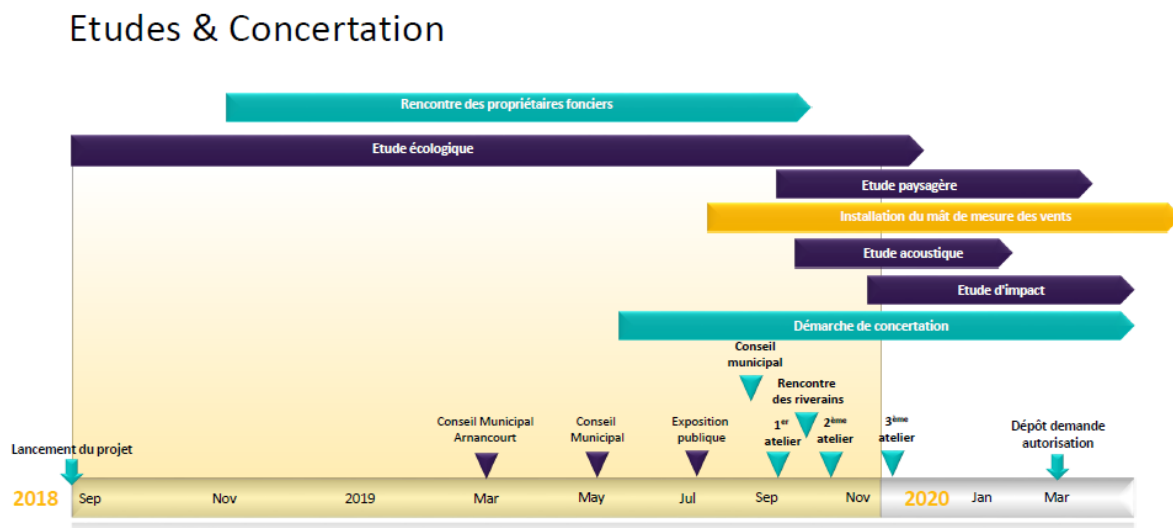 Etudes & Concertation
Rencontre des propriétaires fonciers
Etude écologique
Etude paysagère
Installation du mât de mesure des vents
Etude acoustique
Etude d'impact
Démarche de concertation
Conseil
municipal
Rencontre
des riverains
Conseil Municipal
Arnancourt
Conseil
Municipal
Exposition
publique
1er
atelier
2ème
atelier
3ème
atelier
Dépôt demande
autorisation
Lancement du projet
2018 Sep Nov 2019 Mar May Jul Sep Nov 2020 Jan Mar